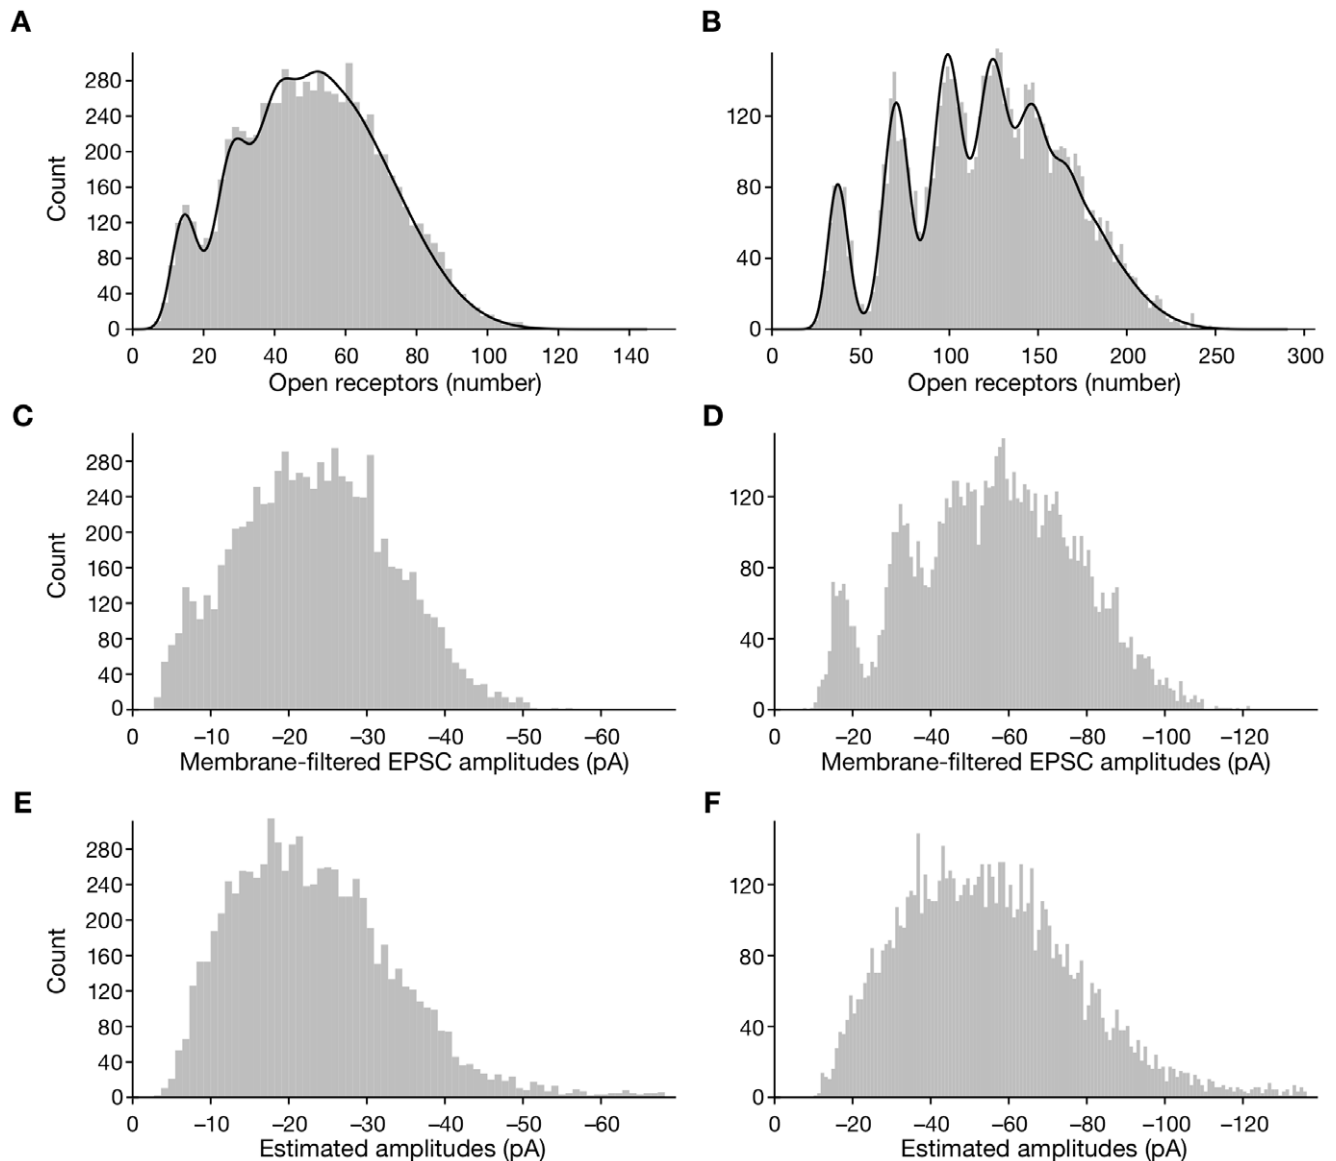 A
B
280
240
200
160
120
80
40
0
Count
0 20 40 60 80 100 120 140
Open receptors (number)
120
80
40
0
0 50 100 150 200 250 300
Open receptors (number)
C
D
280
240
200
160
120
80
40
0
Count
0 –10 –20 –30 –40 –50 –60
Membrane-filtered EPSC amplitudes (pA)
120
80
40
0
0 –20 –40 –60 –80 –100 –120
Membrane-filtered EPSC amplitudes (pA)
E
F
280
240
200
160
120
80
40
0
Count
0 –10 –20 –30 –40 –50 –60
Estimated amplitudes (pA)
120
80
40
0
0 –20 –40 –60 –80 –100 –120
Estimated amplitudes (pA)